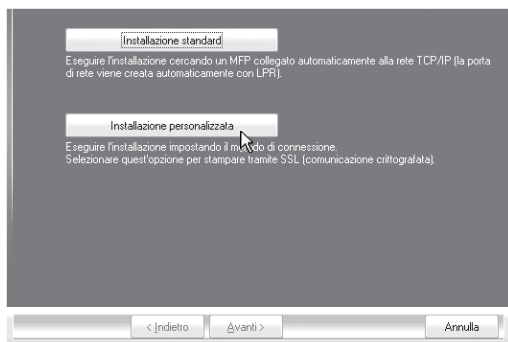 Installazione standard
Eseguire l'installazione cercando un MFP collegato automaticamente alla rete TCP/IP (la porta
di rete viene creata automaticamente con LPR).
Installazione personalizzata
Eseguire l'installazione impostando il metodo di connessione.
Selezionare quest'opzione per stampare tramite SSL (comunicazione crittografata).
< Indietro
Avanti >
Annulla